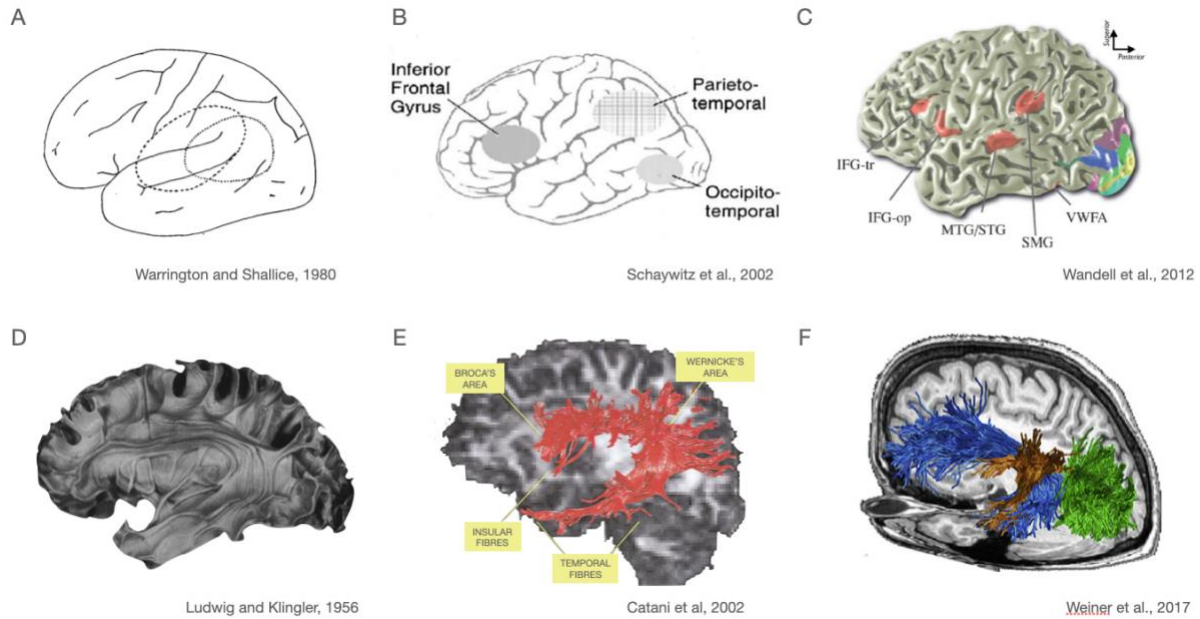 A
Inferior
Frontal
Gyrus
Parieto-
temporal
Occipito-
temporal
Warrington and Shallice, 1980
B
Schaywitz et al., 2002
C
Superior
Posterior
IFG-tr
IFG-op
MTG/STG
SMG
VWFA
Wandell et al., 2012
D
Ludwig and Klingler, 1956
E
BROCA'S
AREA
WERNICKE'S
AREA
INSULAR
FIBRES
TEMPORAL
FIBRES
Catani et al, 2002
F
Weiner et al., 2017